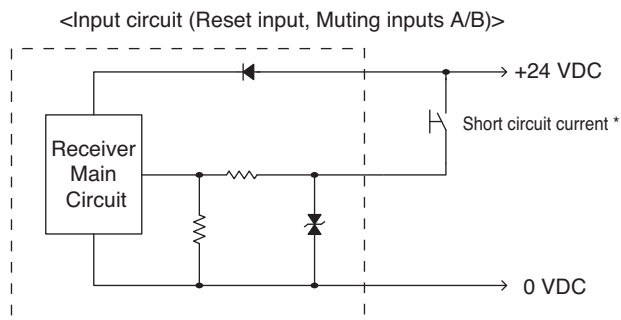 <Input circuit (Reset input, Muting inputs A/B)>
+24 VDC
Short circuit current *
Receiver
Main
Circuit
0 VDC